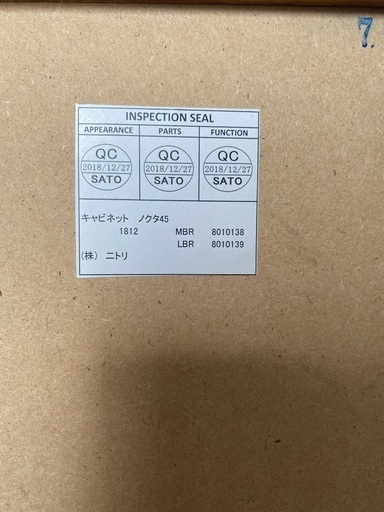 7.
INSPECTION SEAL
APPEARANCE PARTS FUNCTION
QC QC QC
2018/12/27 2018/12/27 2018/12/27
SATO SATO SATO
キャビネット ノクタ45
1812 MBR 8010138
LBR 8010139
(株) ニトリ